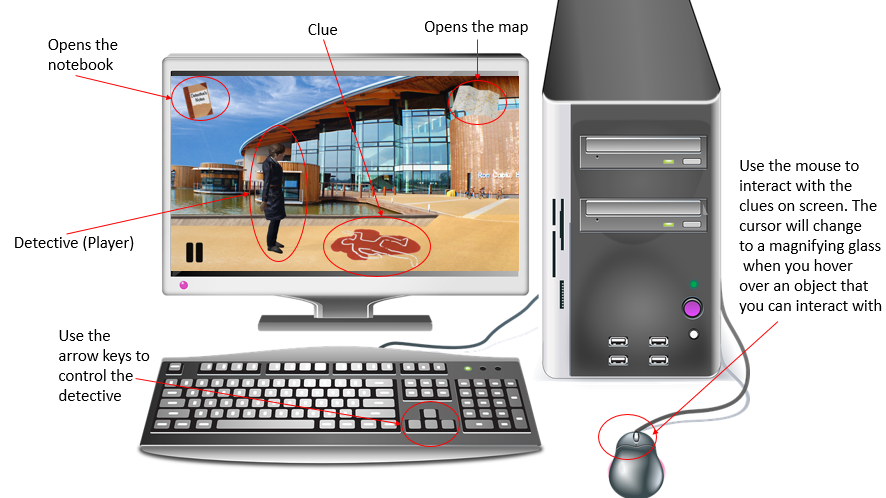 Opens the
notebook
Clue
Opens the map
Detective's
Notes
Detective (Player)
Use the mouse to
interact with the
clues on screen. The
cursor will change
to a magnifying glass
when you hover
over an object that
you can interact with
Use the
arrow keys to
control the
detective